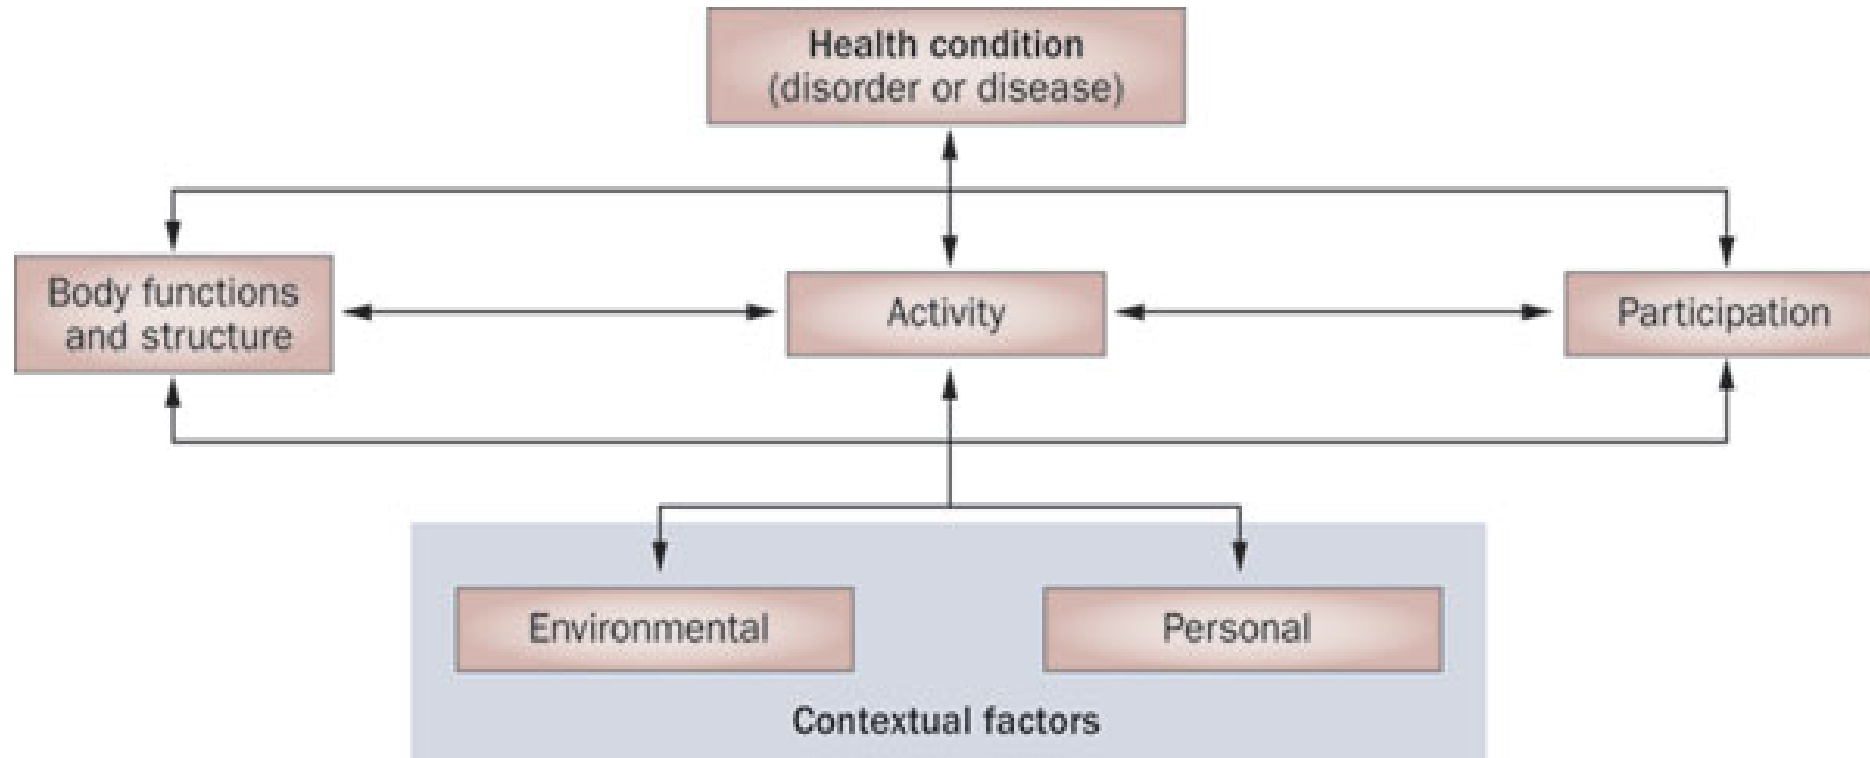 Health condition
(disorder or disease)
Body functions
and structure
Activity
Participation
Environmental
Personal
Contextual factors